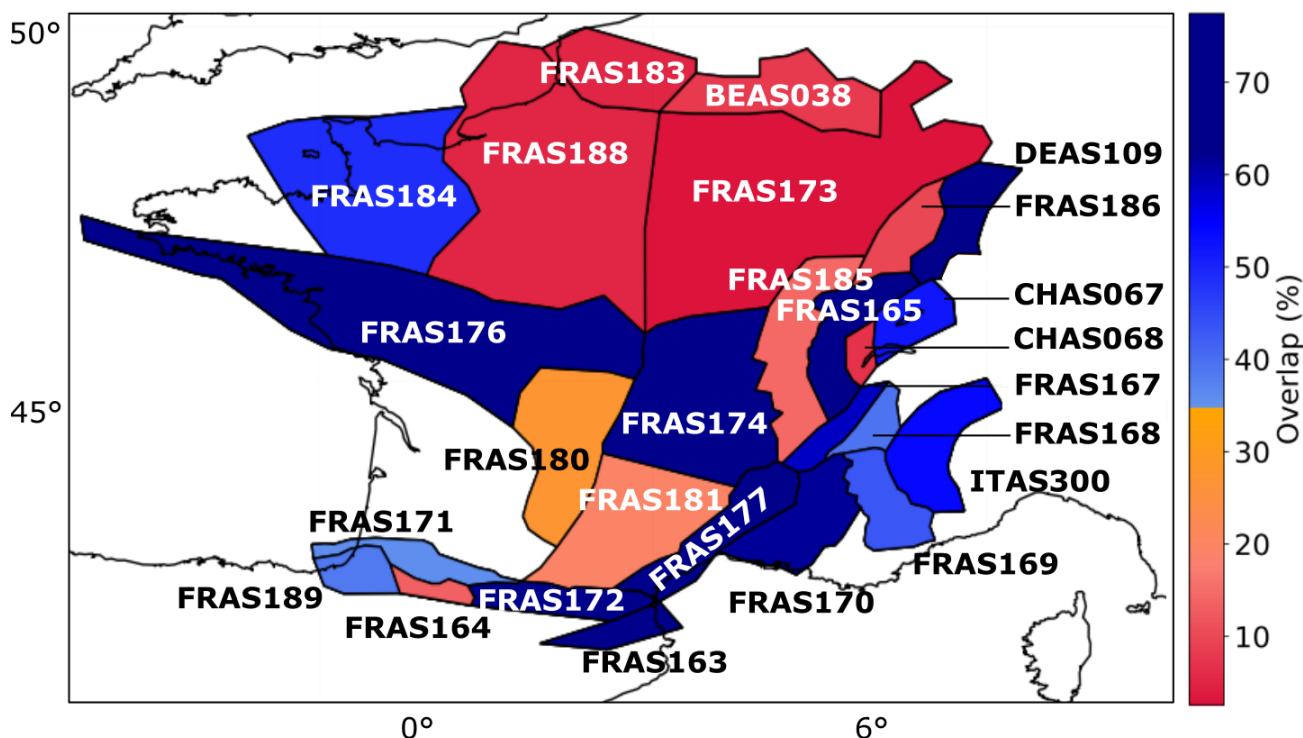 50°
45°
0°
6°
FRAS183
BEAS038
FRAS188
FRAS173
DEAS109
FRAS184
FRAS186
FRAS185
FRAS165
CHAS067
FRAS176
CHAS068
FRAS167
FRAS174
FRAS168
FRAS180
ITAS300
FRAS181
FRAS177
FRAS171
FRAS169
FRAS189
FRAS172
FRAS170
FRAS164
FRAS163
70
60
50
40
30
20
10
Overlap (%)